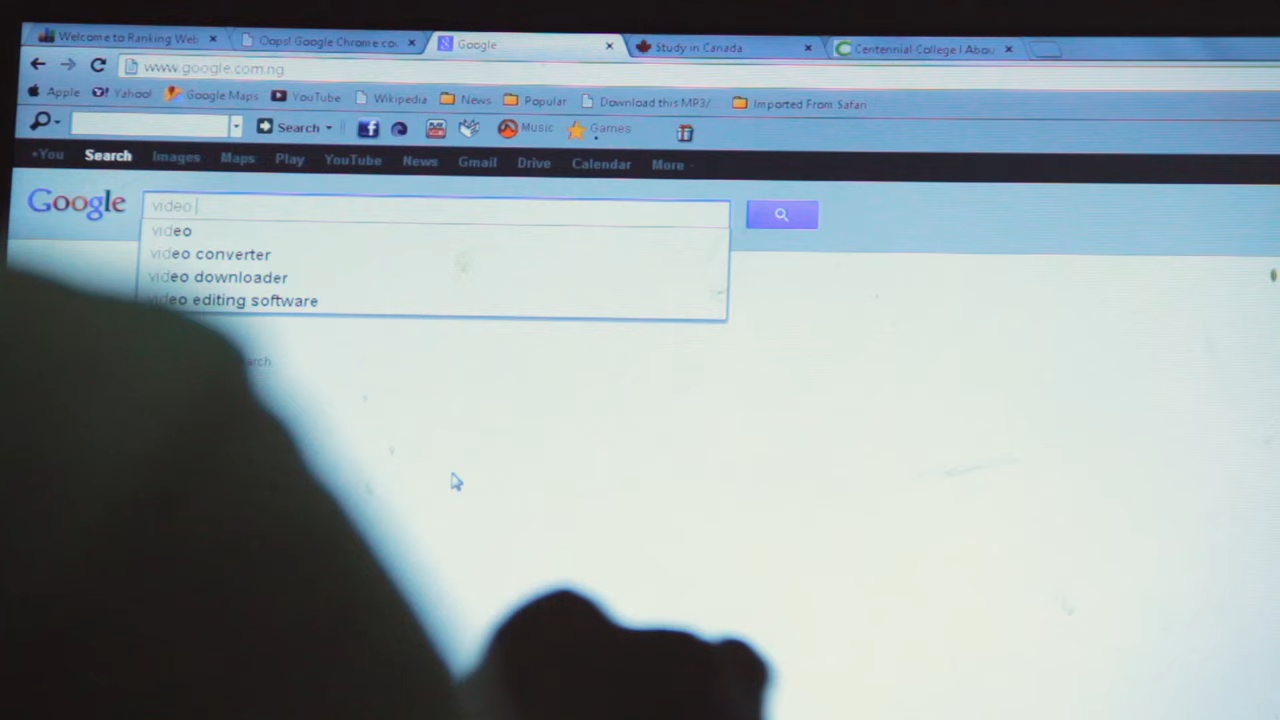 Welcome to Ranking Web Oops! Google Chrome co Google Study in Canada Centennial College | Abou
www.google.com.ng
Apple Yahoo! Google Maps YouTube Wikipedia News Popular Download this MP3/ Imported From Safari
Search Music Games
+You Search Images Maps Play YouTube News Gmail Drive Calendar More
Google video
video
video converter
video downloader
video editing software